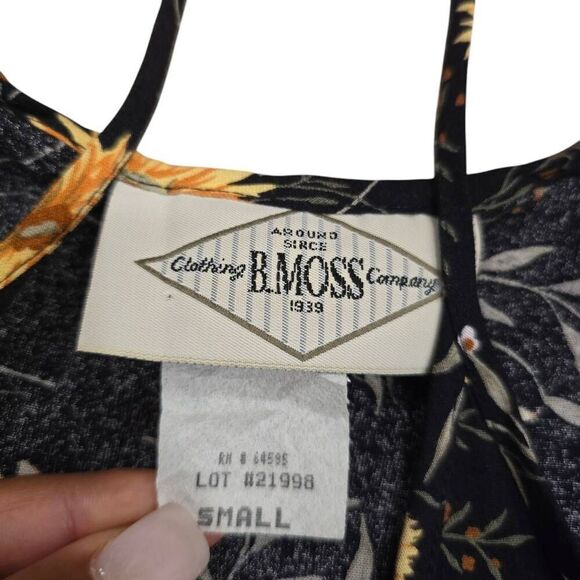 AROUND
SINCE
Clothing B.MOSS Company
1939
RN # 64595
LOT #21998
SMALL